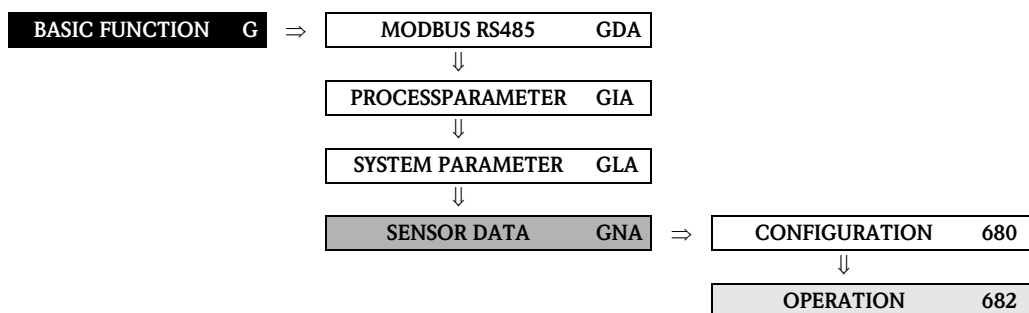 BASIC FUNCTION G ⇒ MODBUS RS485 GDA
⇓
PROCESSPARAMETER GIA
⇓
SYSTEM PARAMETER GLA
⇓
SENSOR DATA GNA ⇒ CONFIGURATION 680
⇓
OPERATION 682